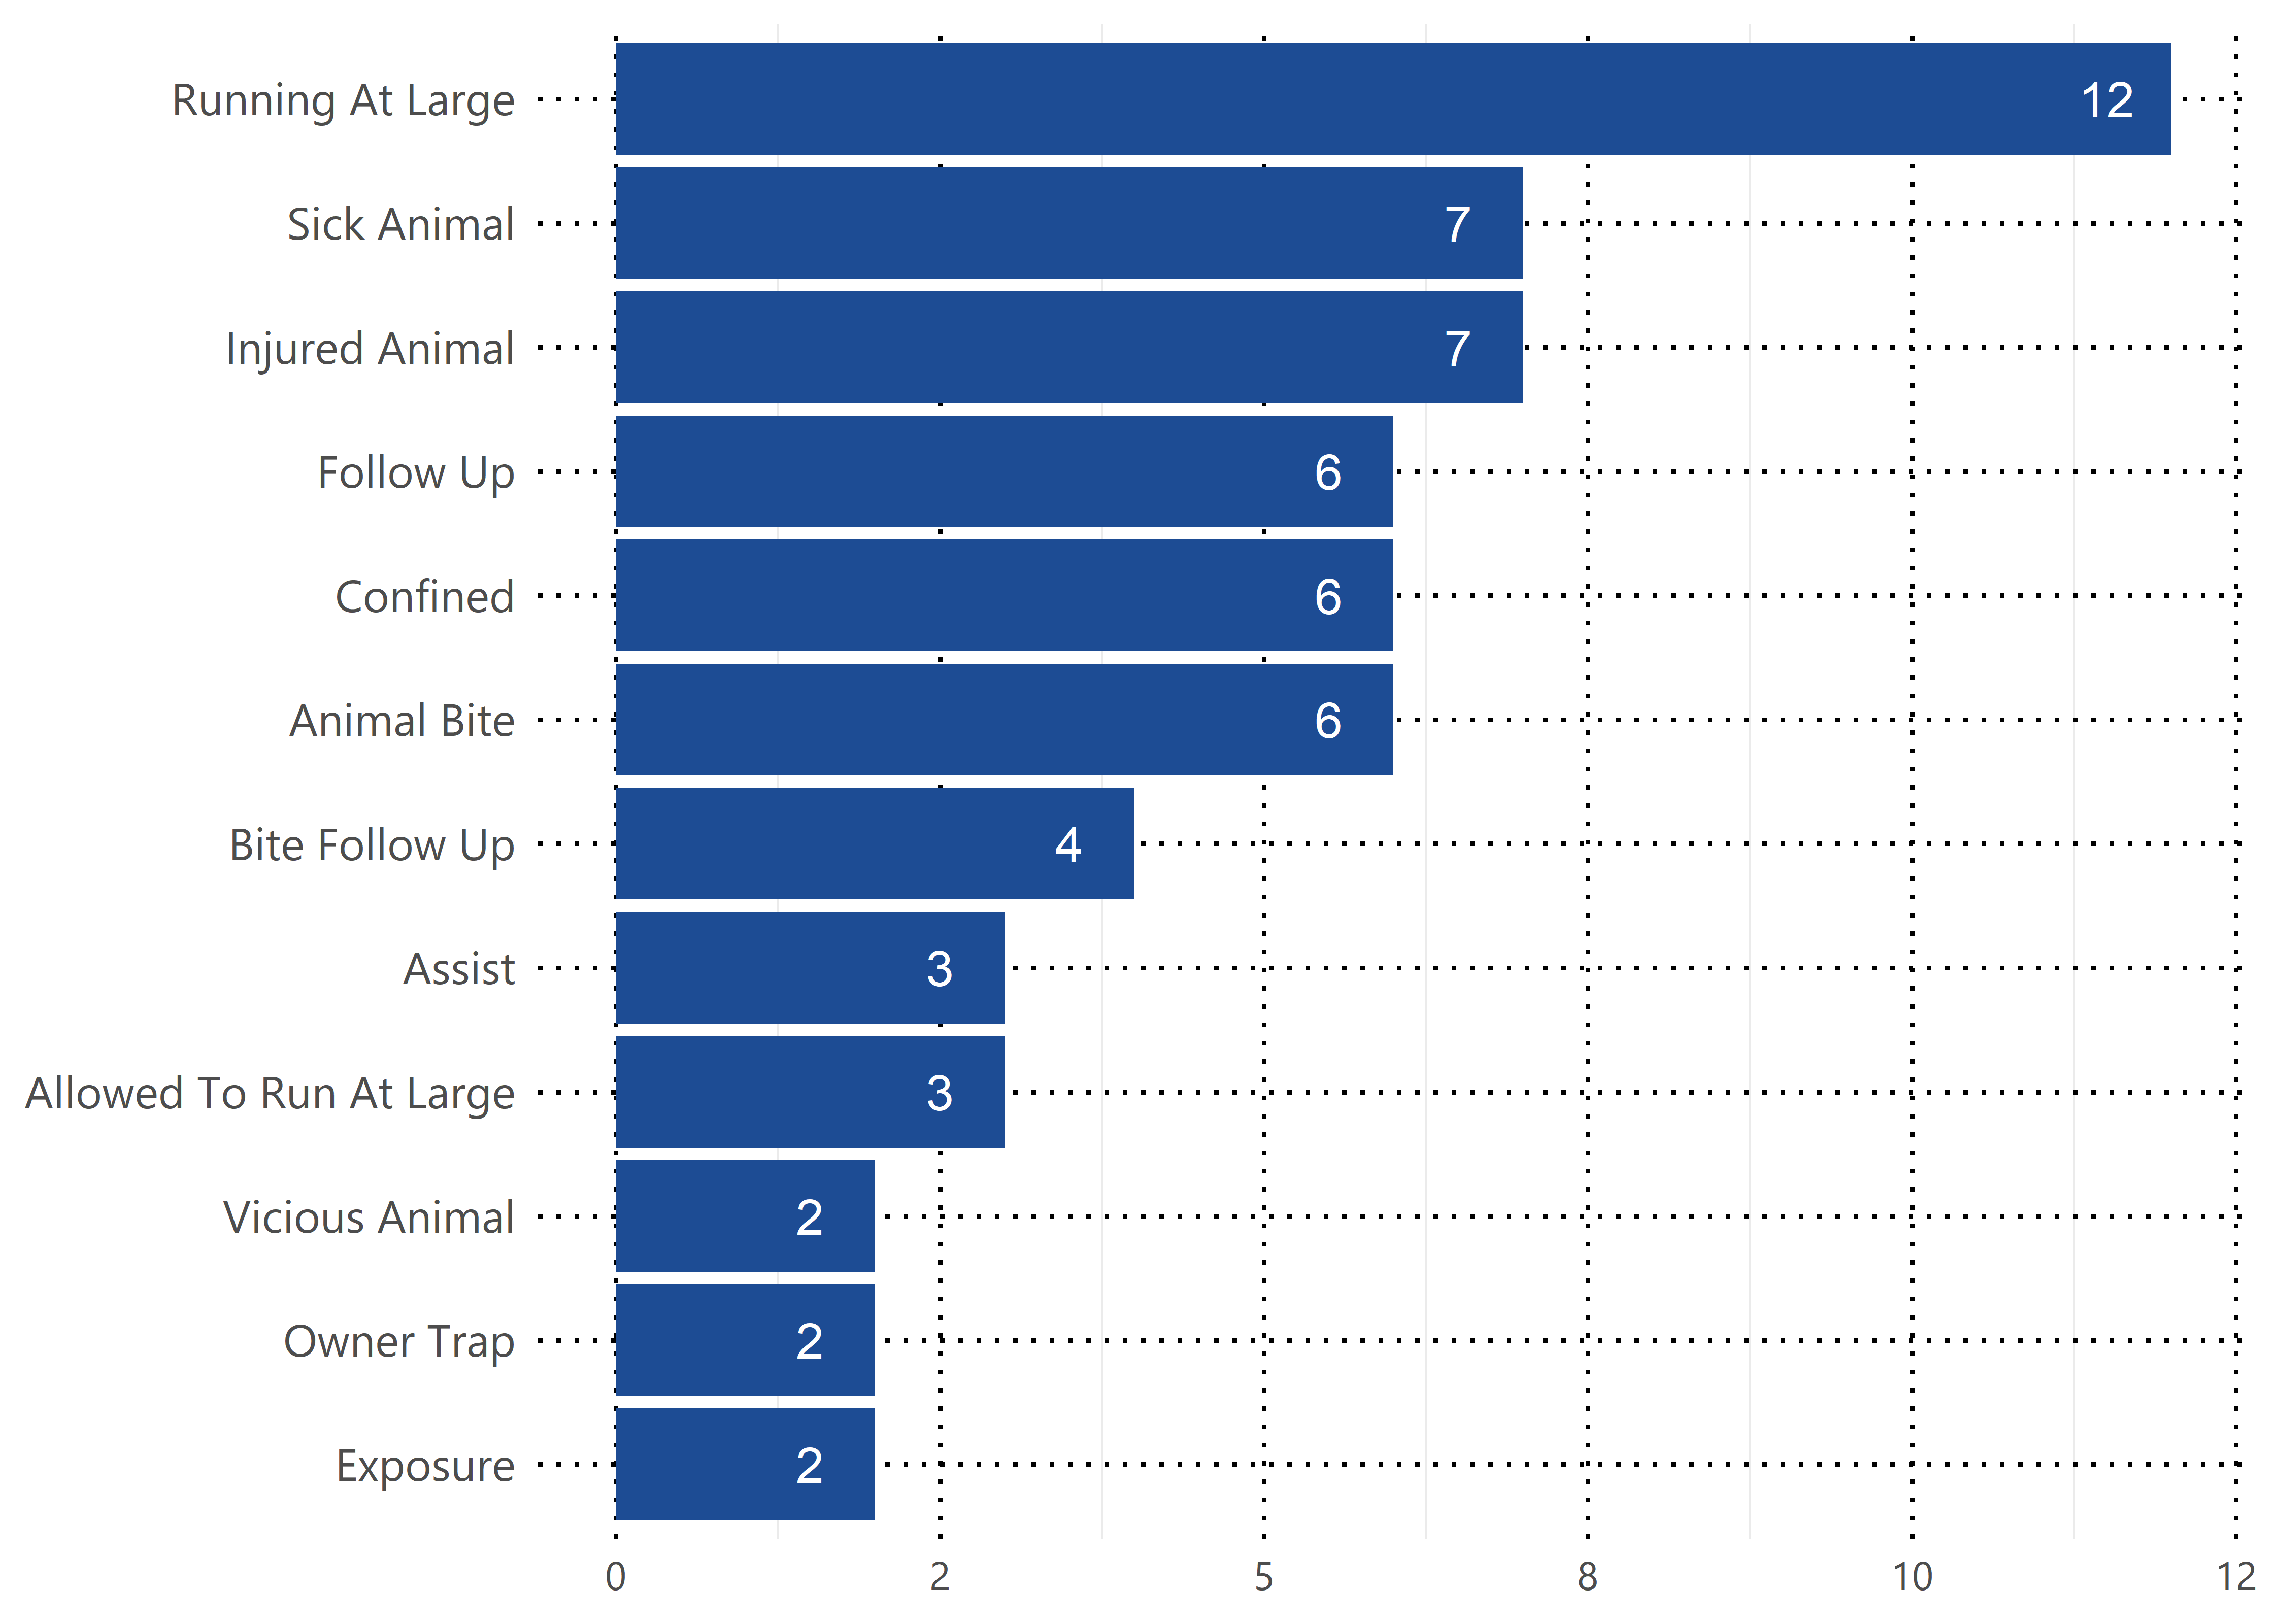 Running At Large 12
Sick Animal 7
Injured Animal 7
Follow Up 6
Confined 6
Animal Bite 6
Bite Follow Up 4
Assist 3
Allowed To Run At Large 3
Vicious Animal 2
Owner Trap 2
Exposure 2
0 2 5 8 10 12